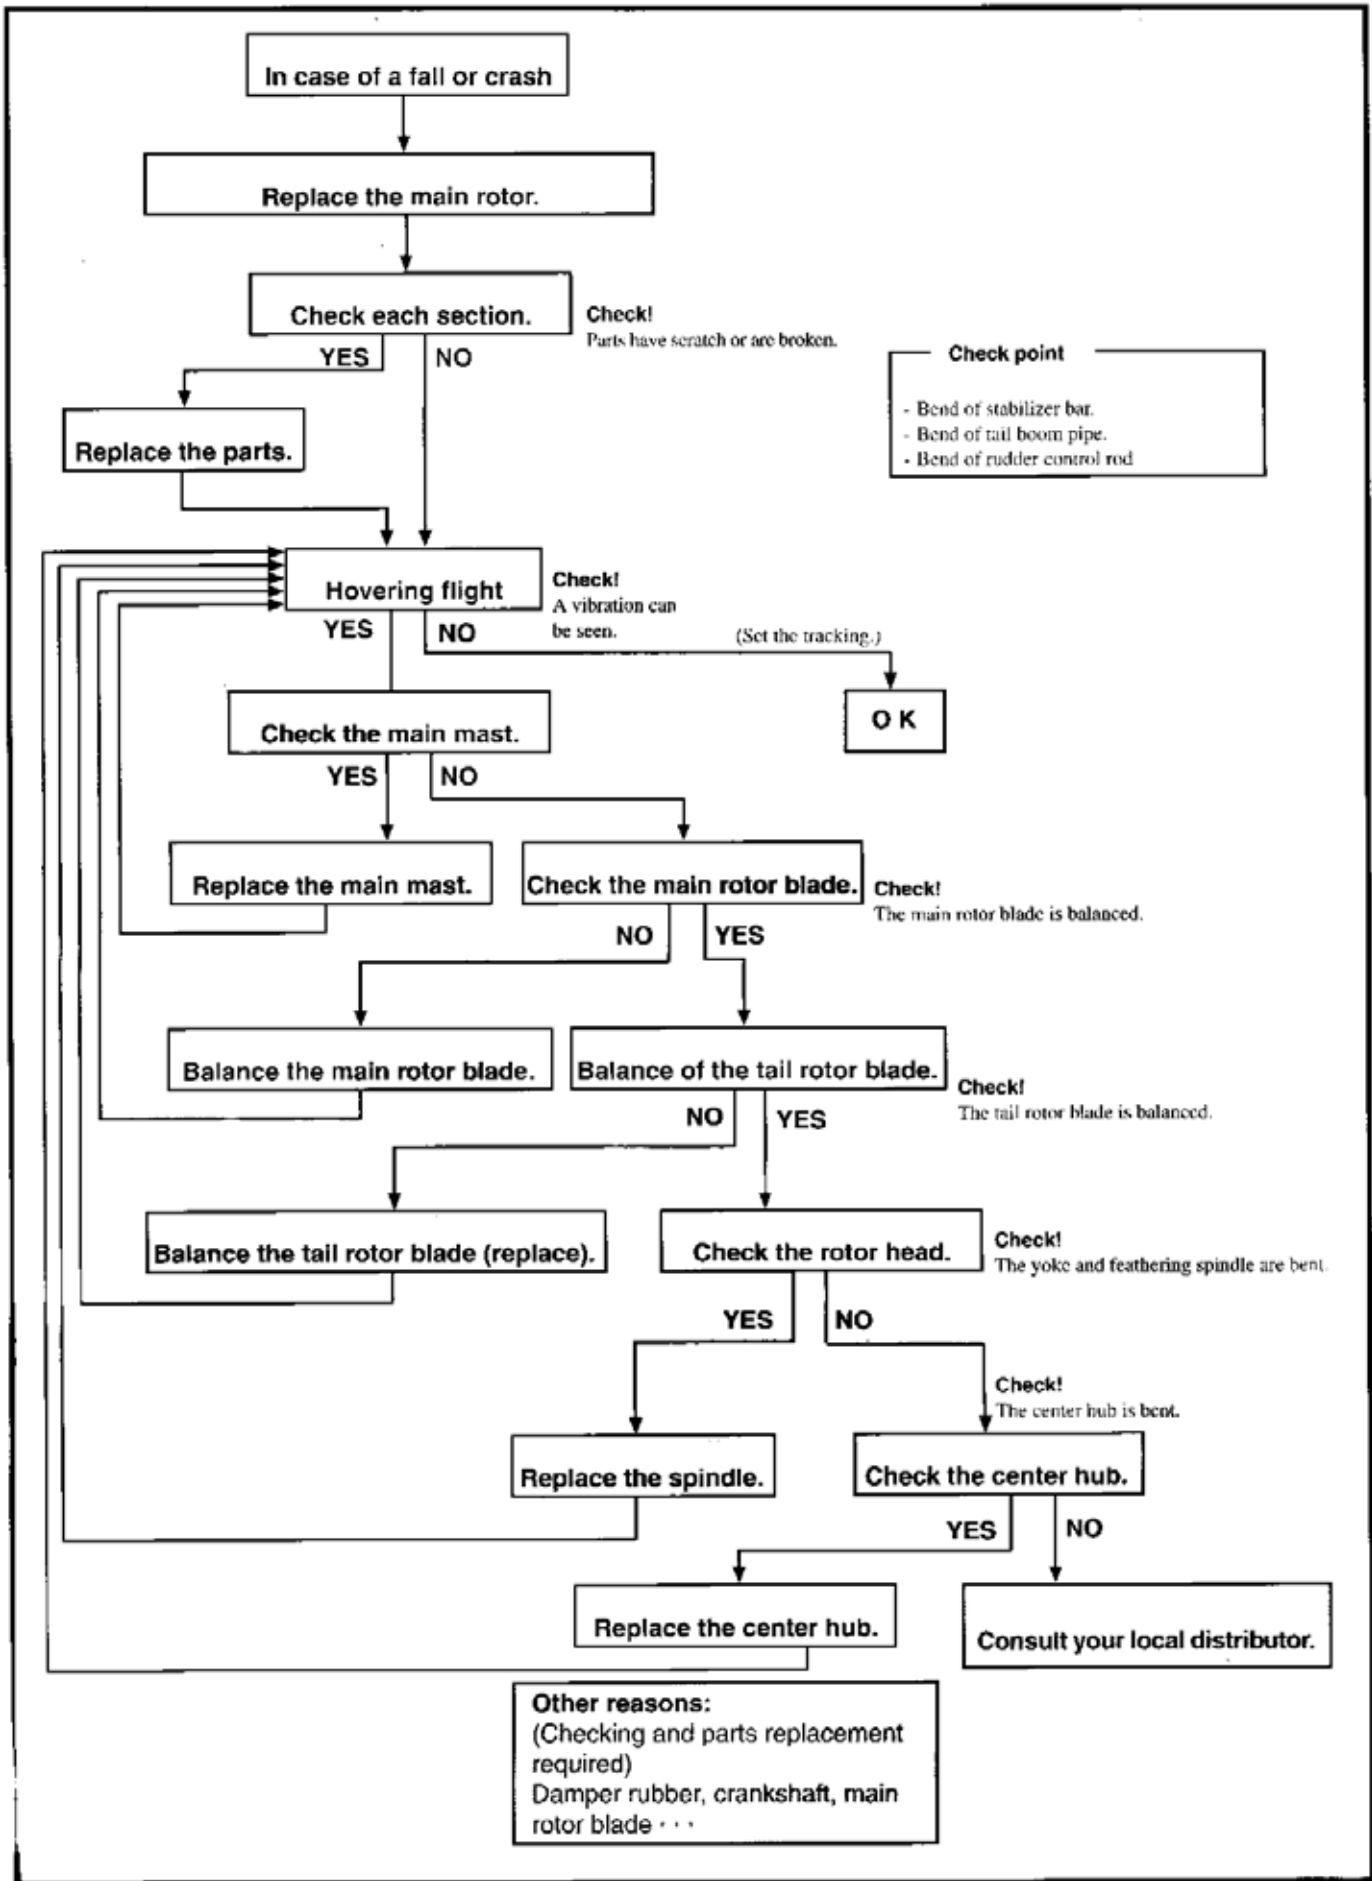 In case of a fall or crash
Replace the main rotor.
Check each section.
Check!
Parts have scratch or are broken.
YES
NO
Check point
- Bend of stabilizer bar.
- Bend of tail boom pipe.
- Bend of rudder control rod
Replace the parts.
Hovering flight
Check!
A vibration can
be seen.
YES
NO
(Set the tracking.)
O K
Check the main mast.
YES
NO
Replace the main mast.
Check the main rotor blade.
Check!
The main rotor blade is balanced.
NO
YES
Balance the main rotor blade.
Balance of the tail rotor blade.
Check!
The tail rotor blade is balanced.
NO
YES
Balance the tail rotor blade (replace).
Check the rotor head.
Check!
The yoke and feathering spindle are bent.
YES
NO
Check!
The center hub is bent.
Replace the spindle.
Check the center hub.
YES
NO
Replace the center hub.
Consult your local distributor.
Other reasons:
(Checking and parts replacement
required)
Damper rubber, crankshaft, main
rotor blade · · ·